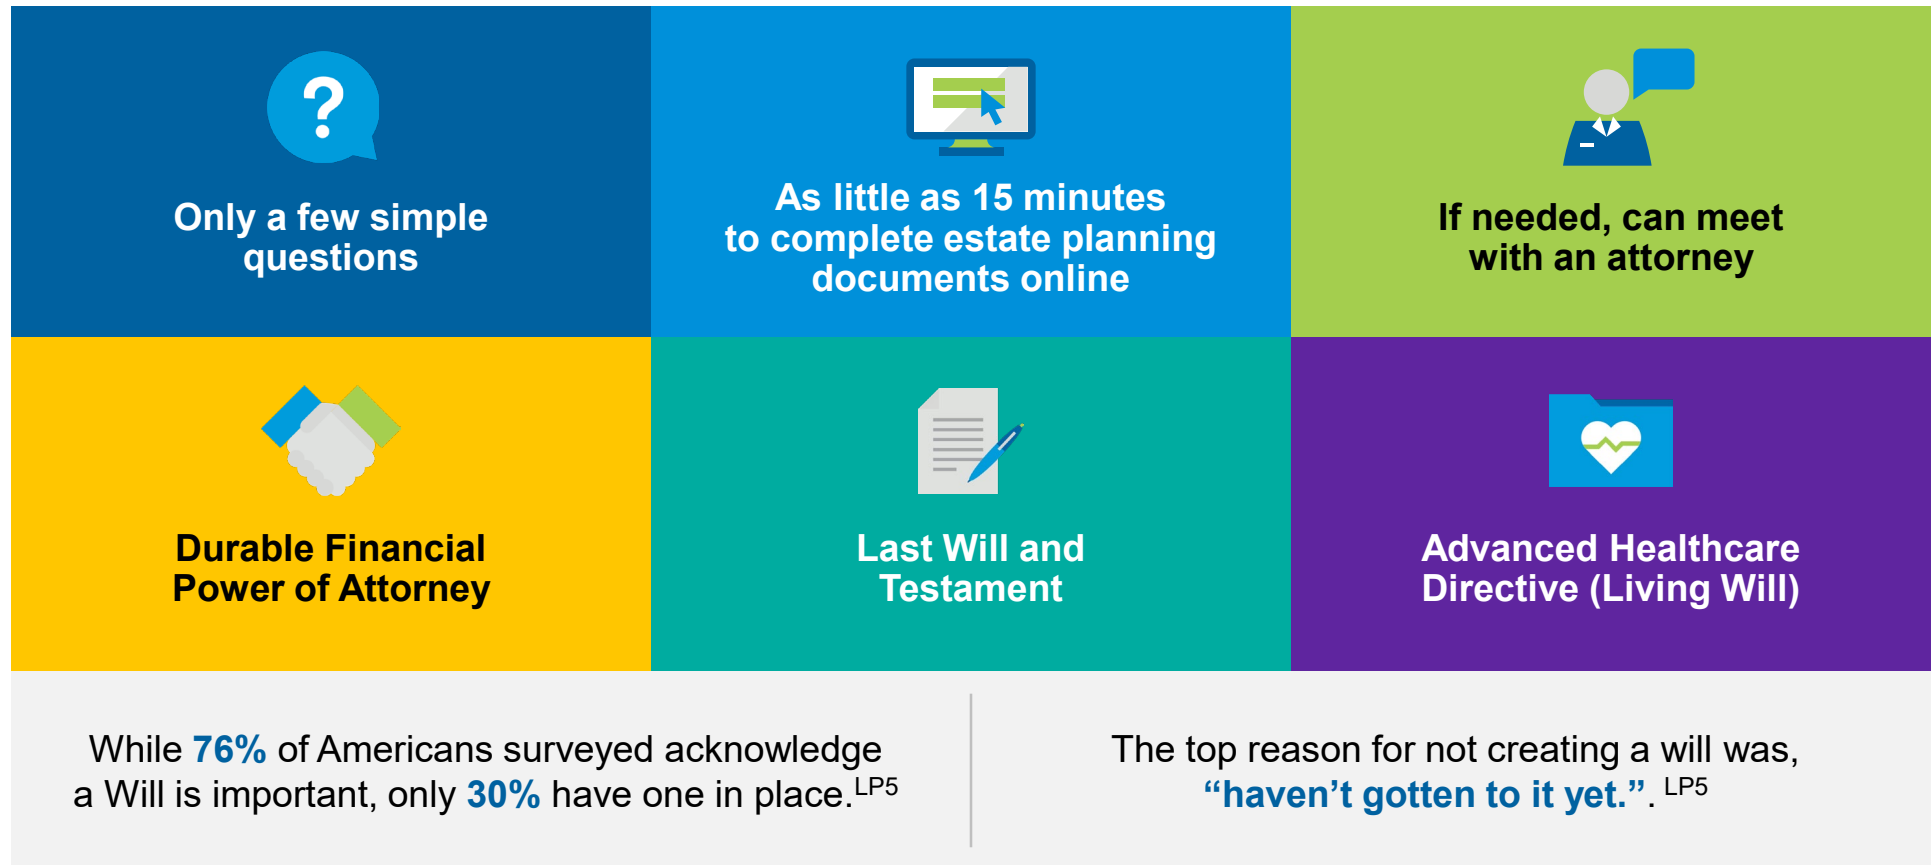 ?
Only a few simple
questions
As little as 15 minutes
to complete estate planning
documents online
If needed, can meet
with an attorney
Durable Financial
Power of Attorney
Last Will and
Testament
Advanced Healthcare
Directive (Living Will)
While 76% of Americans surveyed acknowledge
a Will is important, only 30% have one in place.LP5
The top reason for not creating a will was,
“haven’t gotten to it yet.”. LP5